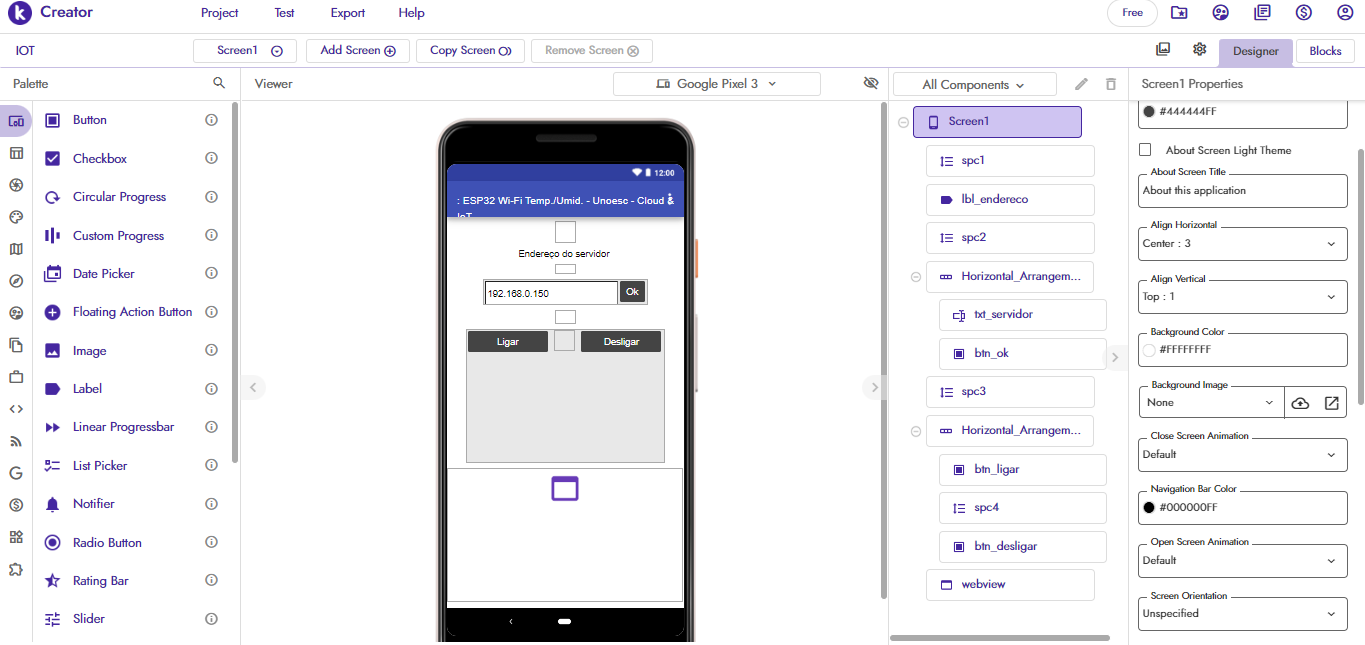 Creator
Project
Test
Export
Help
Free
IOT
Screen1
Add Screen
Copy Screen
Remove Screen
Designer
Blocks
Palette
Viewer
Google Pixel 3
All Components
Screen1 Properties
Button
Checkbox
Circular Progress
Custom Progress
Date Picker
Floating Action Button
Image
Label
Linear Progressbar
List Picker
Notifier
Radio Button
Rating Bar
Slider
12:00
: ESP32 Wi-Fi Temp./Umid. - Unoesc - Cloud &
IoT
Endereço do servidor
192.168.0.150
Ok
Ligar
Desligar
Screen1
spc1
lbl_endereco
spc2
Horizontal_Arrangem...
txt_servidor
btn_ok
spc3
Horizontal_Arrangem...
btn_ligar
spc4
btn_desligar
webview
#444444FF
About Screen Light Theme
About Screen Title
About this application
Align Horizontal
Center : 3
Align Vertical
Top : 1
Background Color
#FFFFFFFF
Background Image
None
Close Screen Animation
Default
Navigation Bar Color
#000000FF
Open Screen Animation
Default
Screen Orientation
Unspecified